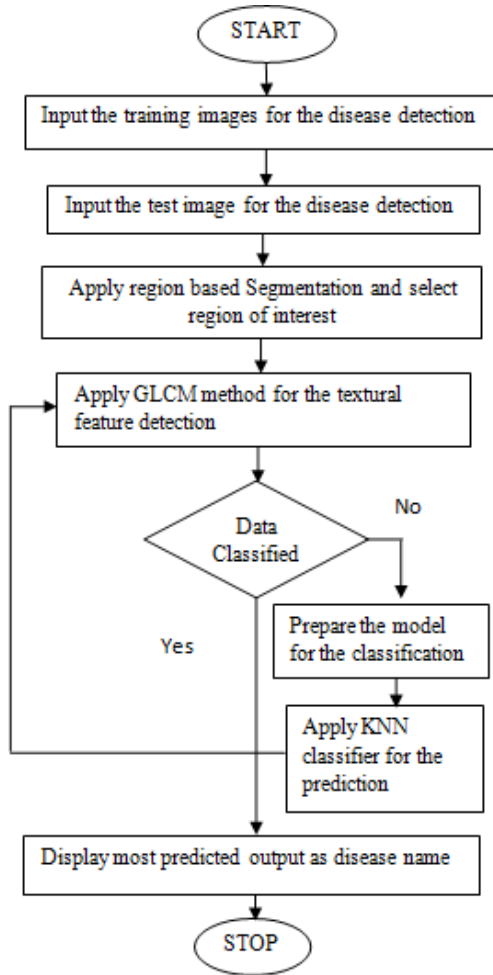 START
Input the training images for the disease detection
Input the test image for the disease detection
Apply region based Segmentation and select
region of interest
Apply GLCM method for the textural
feature detection
Data
Classified
No
Yes
Prepare the model
for the classification
Apply KNN
classifier for the
prediction
Display most predicted output as disease name
STOP